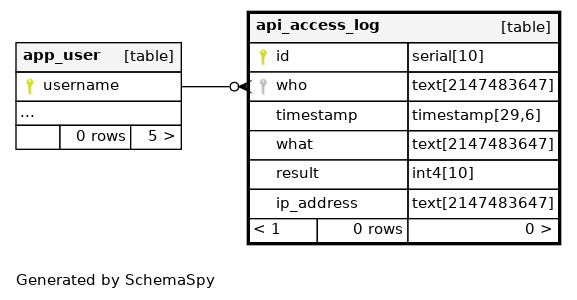 app_user [table]
username
...
0 rows 5 >
api_access_log [table]
id serial[10]
who text[2147483647]
timestamp timestamp[29,6]
what text[2147483647]
result int4[10]
ip_address text[2147483647]
< 1 0 rows 0 >
Generated by SchemaSpy